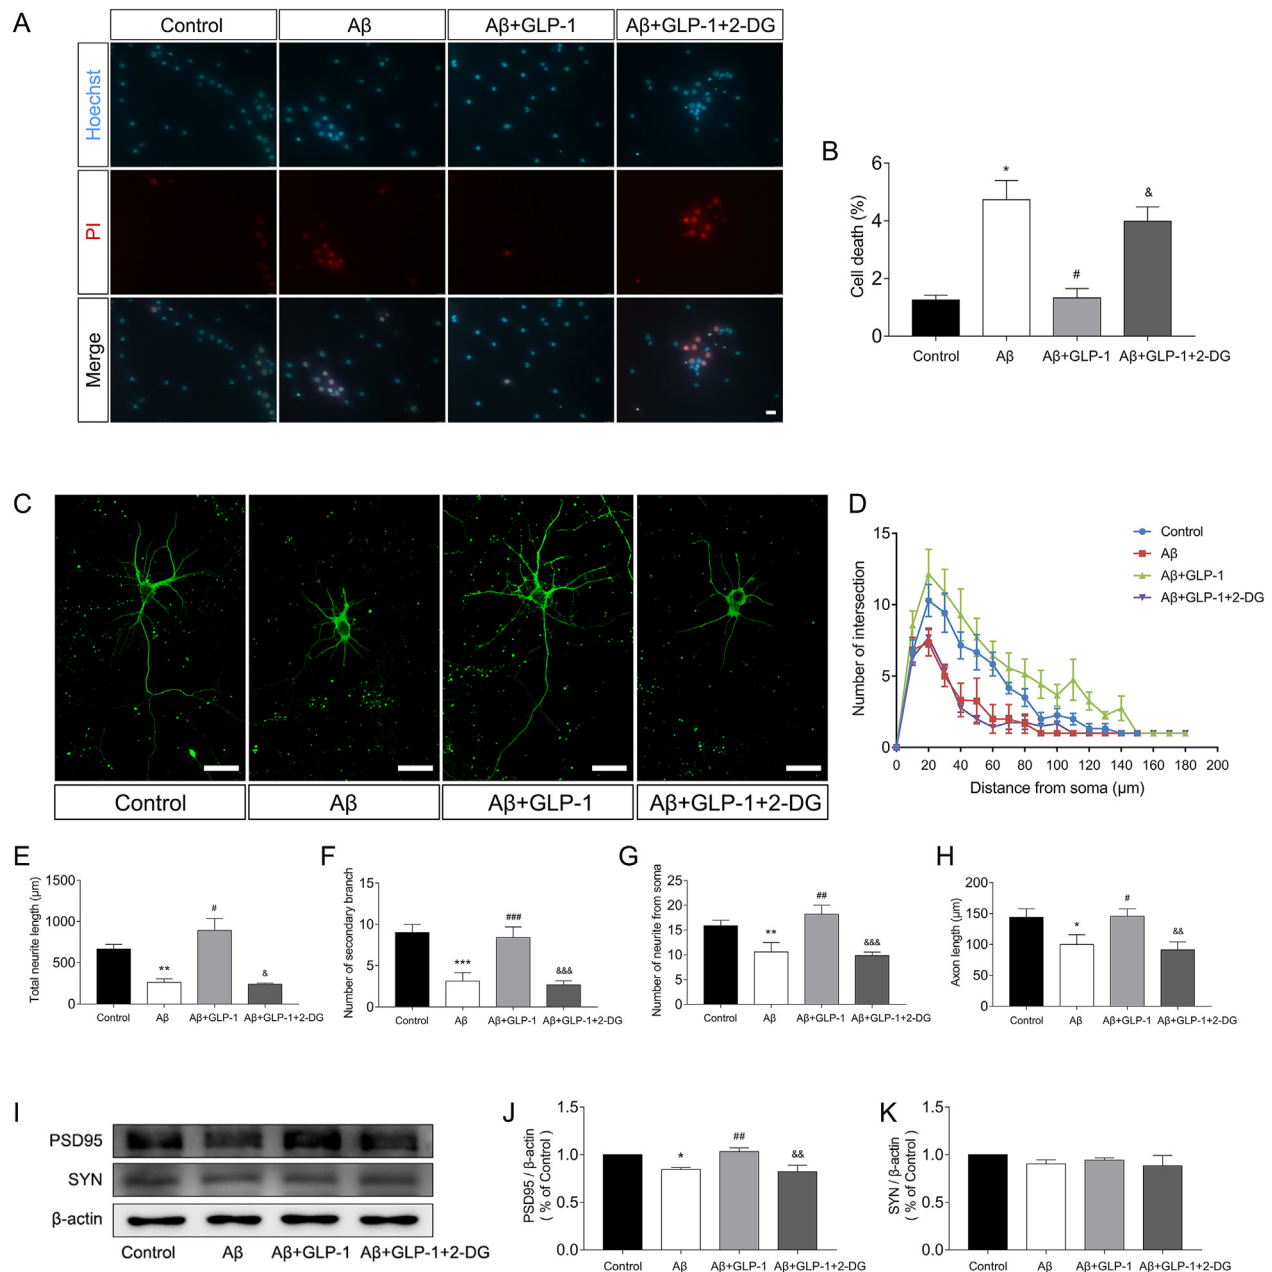 A
Control
Aβ
Aβ+GLP-1
Aβ+GLP-1+2-DG
Hoechst
PI
Merge
B
Cell death (%)
6
4
2
0
*
#
&
Control
Aβ
Aβ+GLP-1
Aβ+GLP-1+2-DG
C
Control
Aβ
Aβ+GLP-1
Aβ+GLP-1+2-DG
D
Number of intersection
15
10
5
0
0 20 40 60 80 100 120 140 160 180 200
Distance from soma (µm)
Control
Aβ
Aβ+GLP-1
Aβ+GLP-1+2-DG
E
Total neurite length (µm)
1500
1000
500
0
**
#
&
Control
Aβ
Aβ+GLP-1
Aβ+GLP-1+2-DG
F
Number of secondary branch
15
10
5
0
***
###
&&&
Control
Aβ
Aβ+GLP-1
Aβ+GLP-1+2-DG
G
Number of neurite from soma
25
20
15
10
5
0
**
##
&&&
Control
Aβ
Aβ+GLP-1
Aβ+GLP-1+2-DG
H
Axon length (µm)
200
150
100
50
0
*
#
&&
Control
Aβ
Aβ+GLP-1
Aβ+GLP-1+2-DG
I
PSD95
SYN
β-actin
Control
Aβ
Aβ+GLP-1
Aβ+GLP-1+2-DG
J
PSD95 / β-actin
( % of Control )
1.5
1.0
0.5
0.0
*
##
&&
Control
Aβ
Aβ+GLP-1
Aβ+GLP-1+2-DG
K
SYN / β-actin
( % of Control )
1.5
1.0
0.5
0.0
Control
Aβ
Aβ+GLP-1
Aβ+GLP-1+2-DG